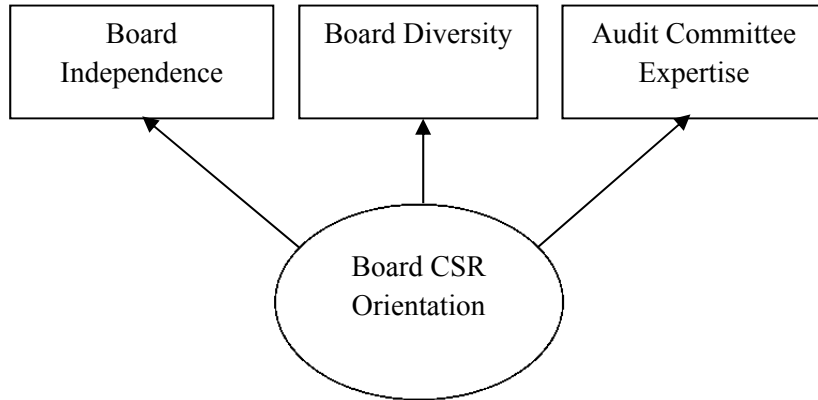 Board
Independence
Board Diversity
Audit Committee
Expertise
Board CSR
Orientation